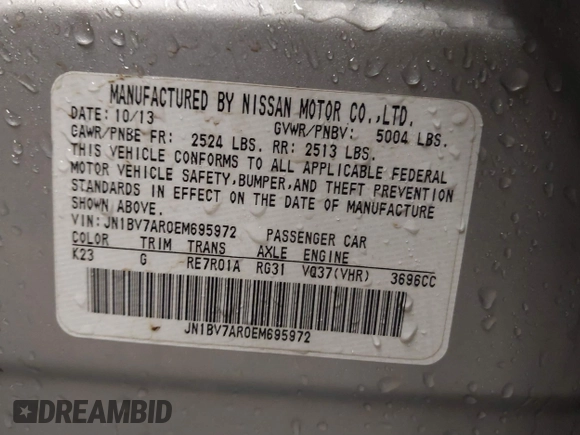 MANUFACTURED BY NISSAN MOTOR CO.,LTD.
DATE: 10/13 GVWR/PNBV: 5004 LBS.
GAWR/PNBE FR: 2524 LBS. RR: 2513 LBS.
THIS VEHICLE CONFORMS TO ALL APPLICABLE FEDERAL
MOTOR VEHICLE SAFETY,BUMPER,AND THEFT PREVENTION
STANDARDS IN EFFECT ON THE DATE OF MANUFACTURE
SHOWN ABOVE.
VIN:JN1BV7AR0EM695972 PASSENGER CAR
COLOR TRIM TRANS AXLE ENGINE
K23 G RE7R01A RG31 VQ37(VHR) 3696CC
JN1BV7AR0EM695972
DREAMBID